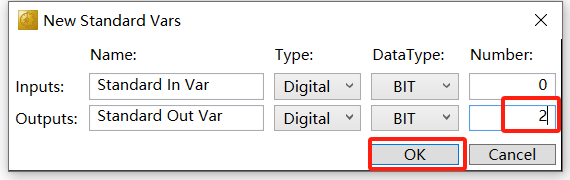 New Standard Vars
Name: Type: DataType: Number:
Inputs: Standard In Var Digital BIT 0
Outputs: Standard Out Var Digital BIT 2
OK Cancel